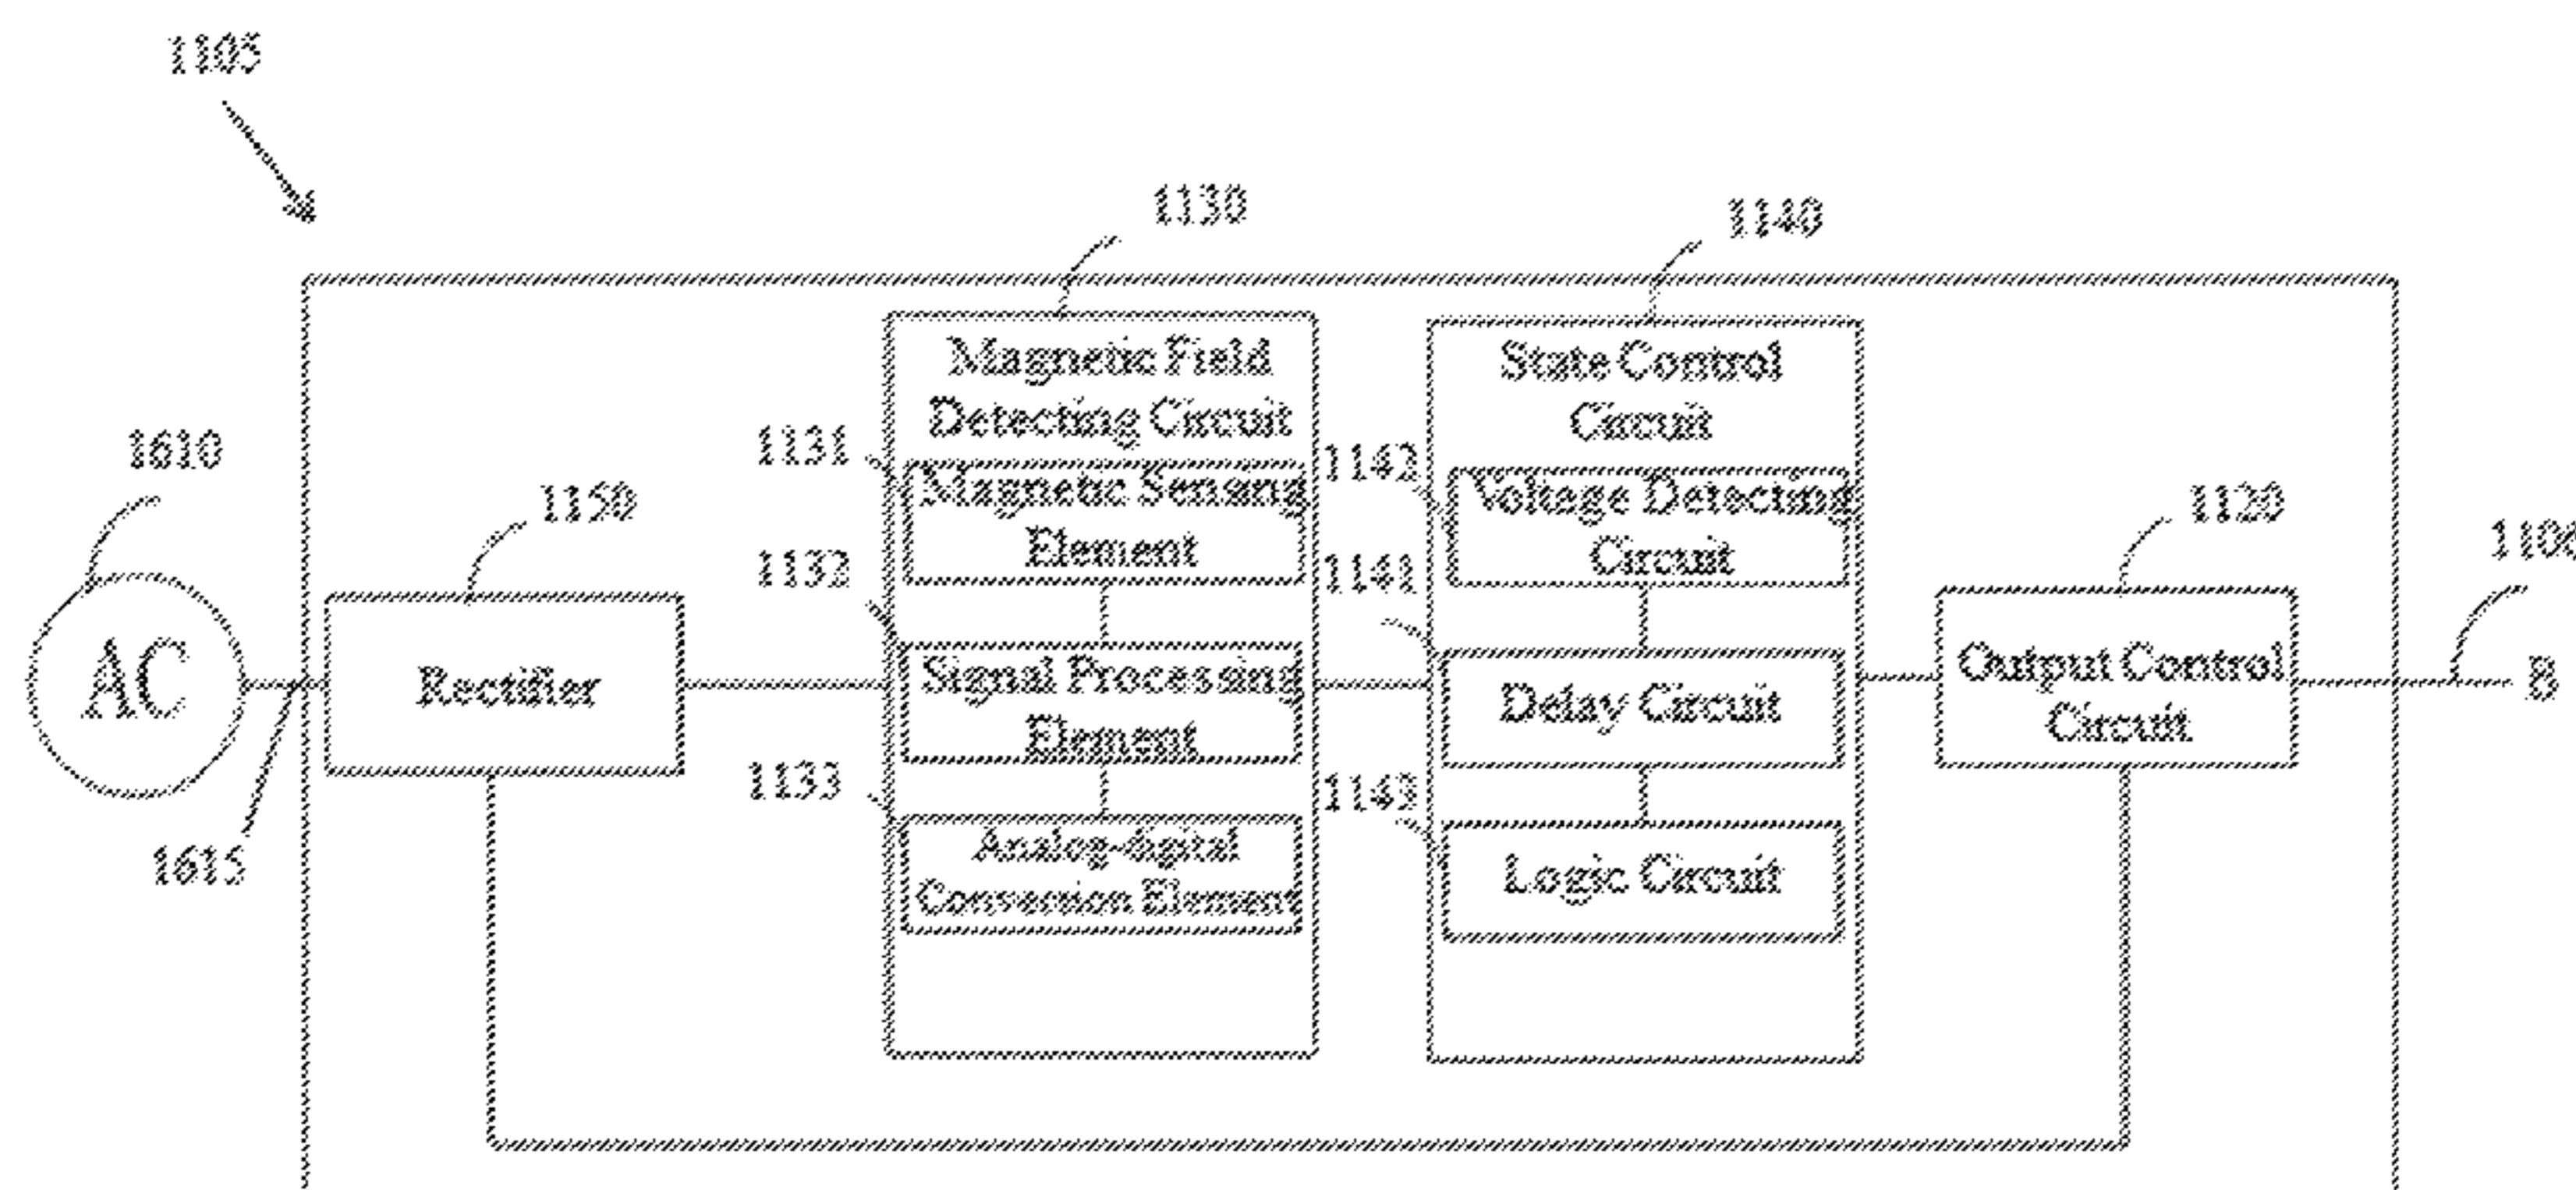 1105
1130
1140
Magnetic Field
Detecting Circuit
State Control
Circuit
1610
1150
1131
Magnetic Sensing
Element
1142
Voltage Detecting
Circuit
1120
1106
1132
1141
AC
Rectifier
Signal Processing
Element
Delay Circuit
Output Control
Circuit
B
1133
1143
1615
Analog-digital
Conversion Element
Logic Circuit